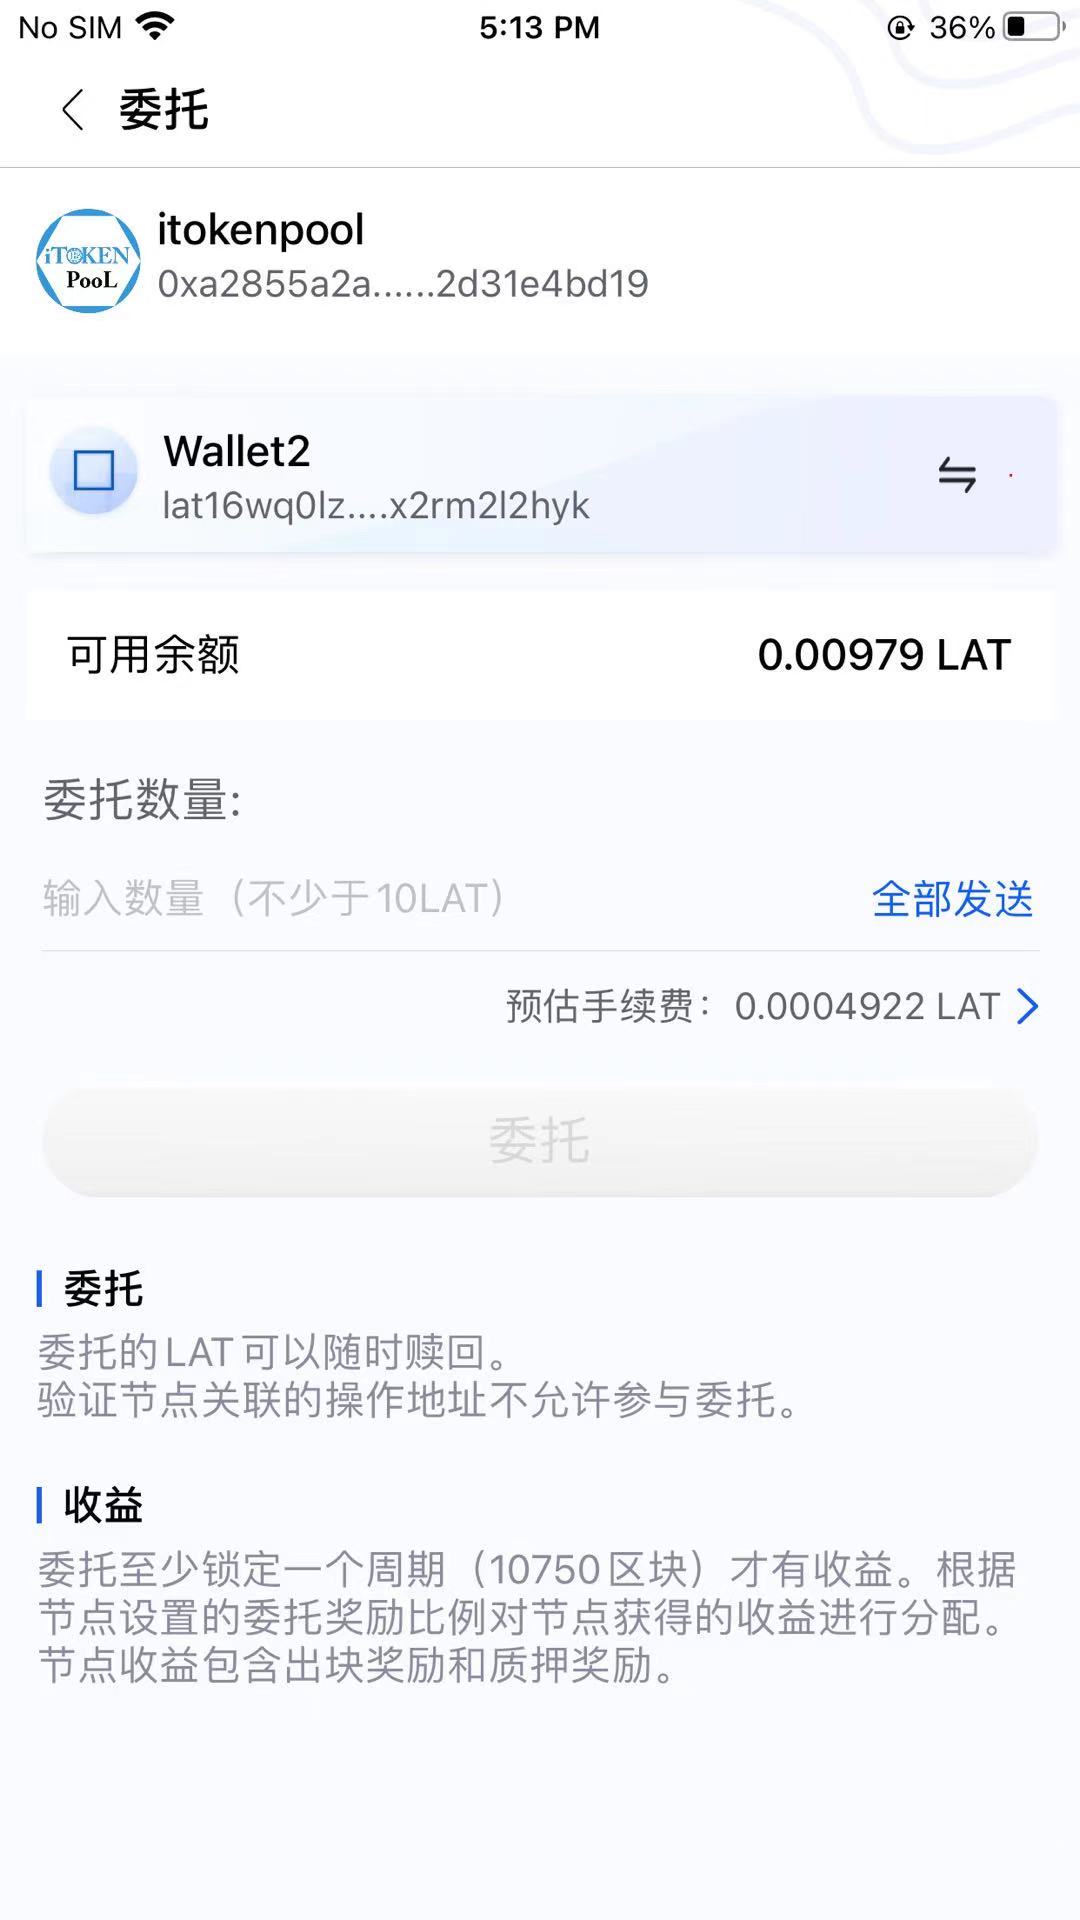 No SIM 5:13 PM 36%
委托
iTOKEN
PooL
itokenpool
0xa2855a2a......2d31e4bd19
Wallet2
lat16wq0lz....x2rm2l2hyk
可用余额 0.00979 LAT
委托数量:
输入数量（不少于10LAT） 全部发送
预估手续费：0.0004922 LAT
委托
委托
委托的LAT可以随时赎回。
验证节点关联的操作地址不允许参与委托。
收益
委托至少锁定一个周期（10750区块）才有收益。根据
节点设置的委托奖励比例对节点获得的收益进行分配。
节点收益包含出块奖励和质押奖励。